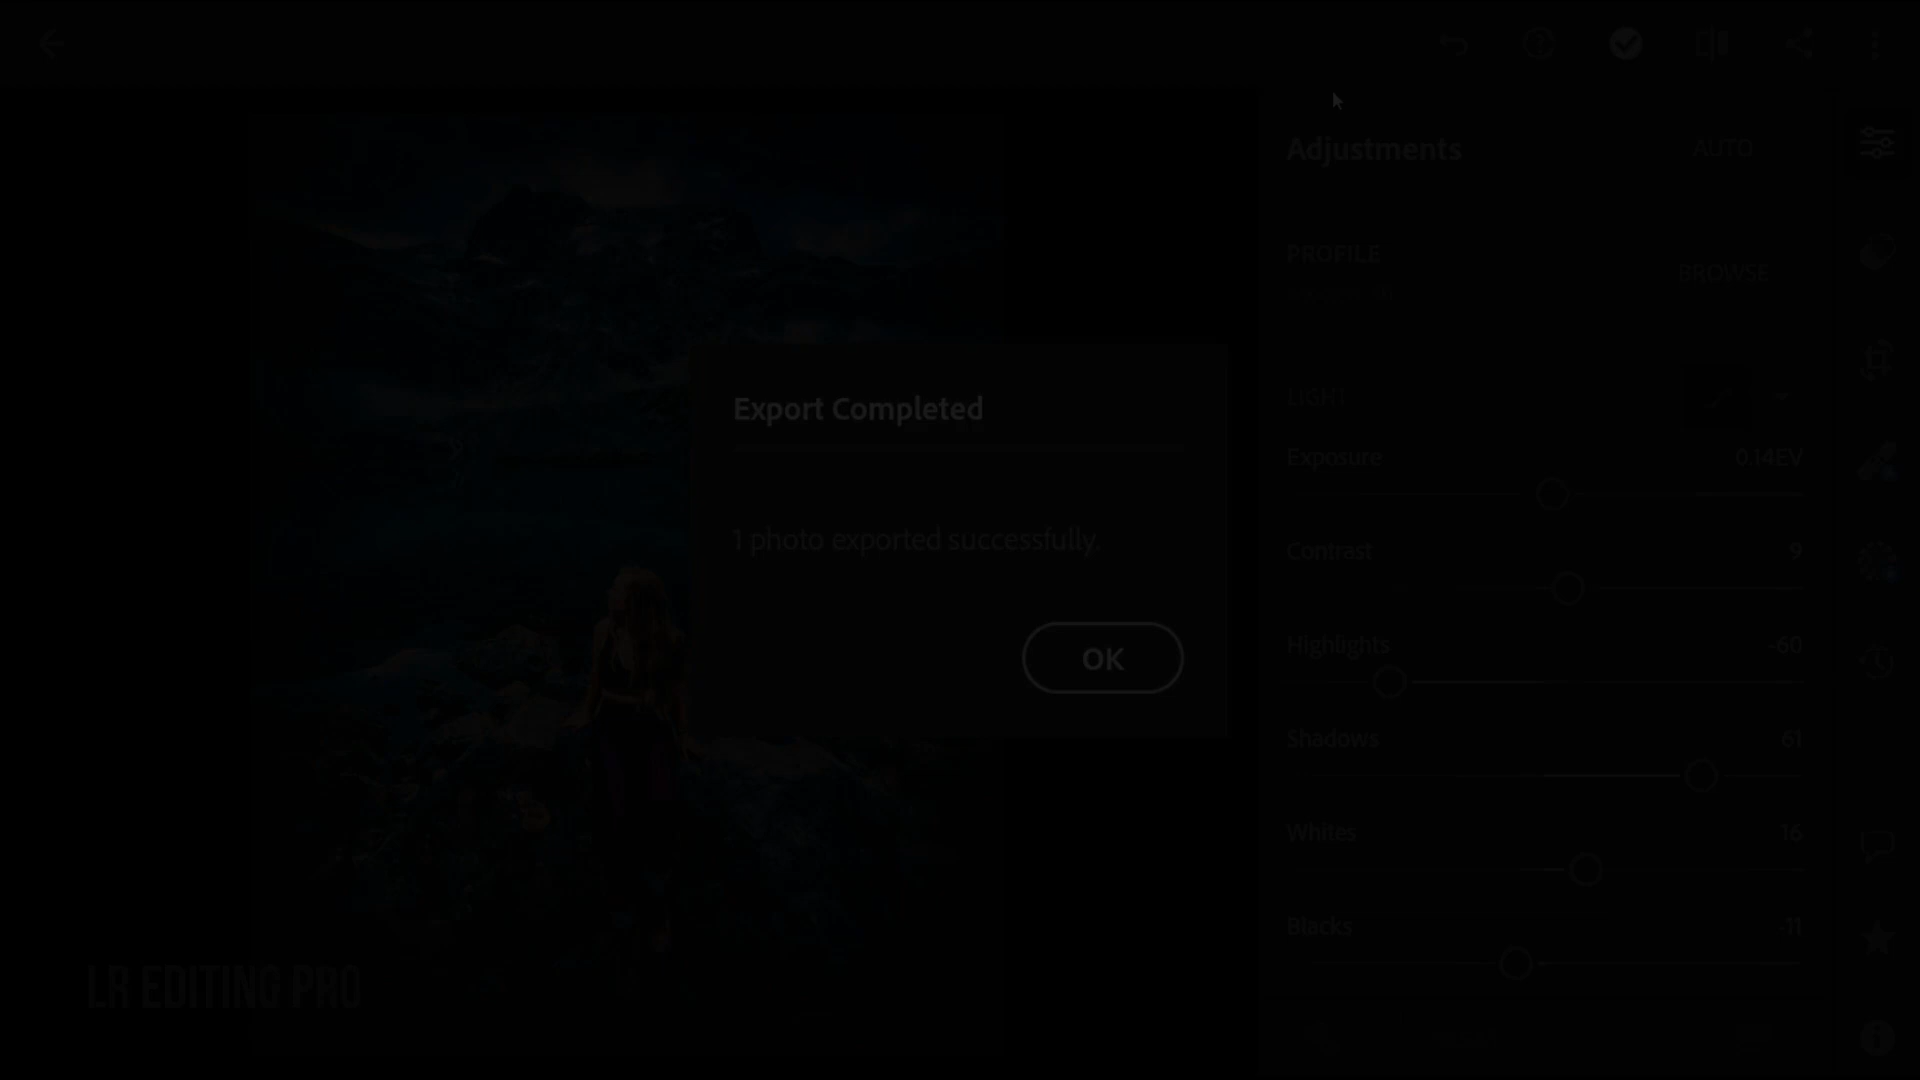 Adjustments
AUTO
PROFILE
BROWSE
LIGHT
Export Completed
1 photo exported successfully.
OK
Exposure 0.14EV
Contrast 9
Highlights -60
Shadows 61
Whites 16
Blacks -11
LR EDITING PRO